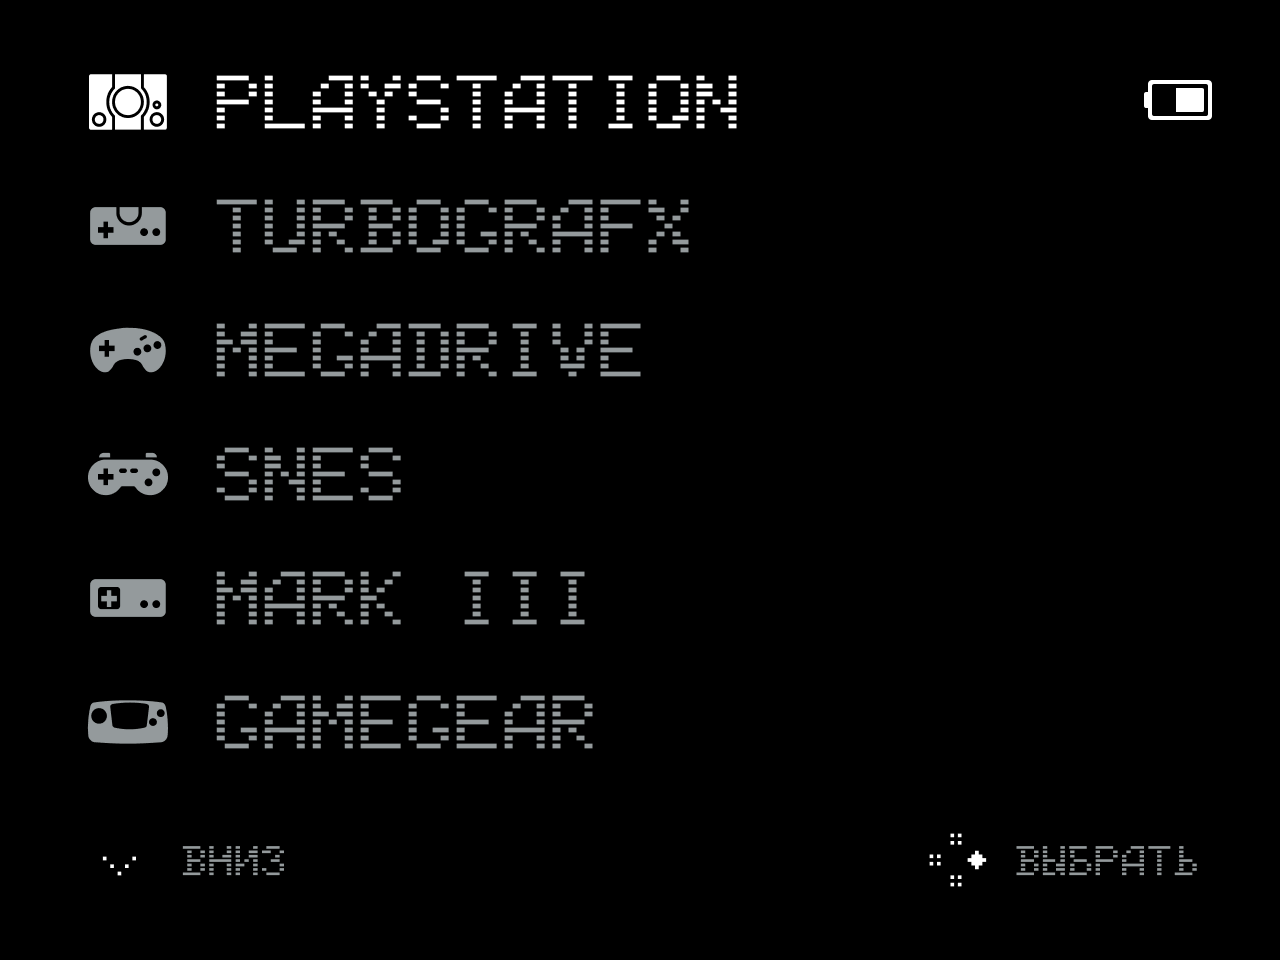 PLAYSTATION
TURBOGRAFX
MEGADRIVE
SNES
MARK III
GAMEGEAR
ВНИЗ
ВЫБРАТЬ